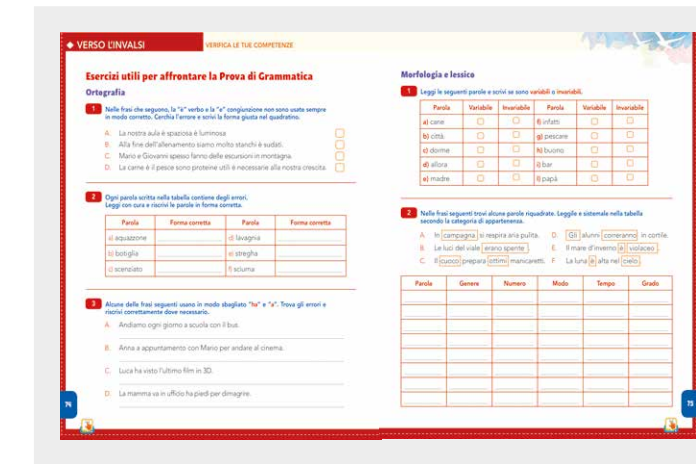 VERSO L'INVALSI
VERIFICA LE TUE COMPETENZE
Esercizi utili per affrontare la Prova di Grammatica
Ortografia
1 Nelle frasi che seguono, la "è" verbo e la "e" congiunzione non sono usate sempre
in modo corretto. Cerchia l'errore e scrivi la forma giusta nel quadratino.
A. La nostra aula è spaziosa è luminosa
B. Alla fine dell'allenamento siamo molto stanchi è sudati.
C. Mario e Giovanni spesso fanno delle escursioni in montagna.
D. La carne è il pesce sono proteine utili è necessarie alla nostra crescita.
2 Ogni parola scritta nella tabella contiene degli errori.
Leggi con cura e riscrivi le parole in forma corretta.
Parola Forma corretta Parola Forma corretta
a) aquazzone d) lavagnia
b) botiglia e) stregha
c) scenziato f) sciuma
3 Alcune delle frasi seguenti usano in modo sbagliato "ha" e "a". Trova gli errori e
riscrivi correttamente dove necessario.
A. Andiamo ogni giorno a scuola con il bus.
B. Anna a appuntamento con Mario per andare al cinema.
C. Luca ha visto l'ultimo film in 3D.
D. La mamma va in ufficio ha piedi per dimagrire.
74
Morfologia e lessico
1 Leggi le seguenti parole e scrivi se sono variabili o invariabili.
Parola Variabile Invariabile Parola Variabile Invariabile
a) cane f) infatti
b) città g) pescare
c) dorme h) buono
d) allora i) bar
e) madre l) papà
2 Nelle frasi seguenti trovi alcune parole riquadrate. Leggile e sistemale nella tabella
secondo la categoria di appartenenza.
A. In campagna si respira aria pulita. D. Gli alunni correranno in cortile.
B. Le luci del viale erano spente. E. Il mare d'inverno è violaceo.
C. Il cuoco prepara ottimi manicaretti. F. La luna è alta nel cielo.
Parola Genere Numero Modo Tempo Grado
75